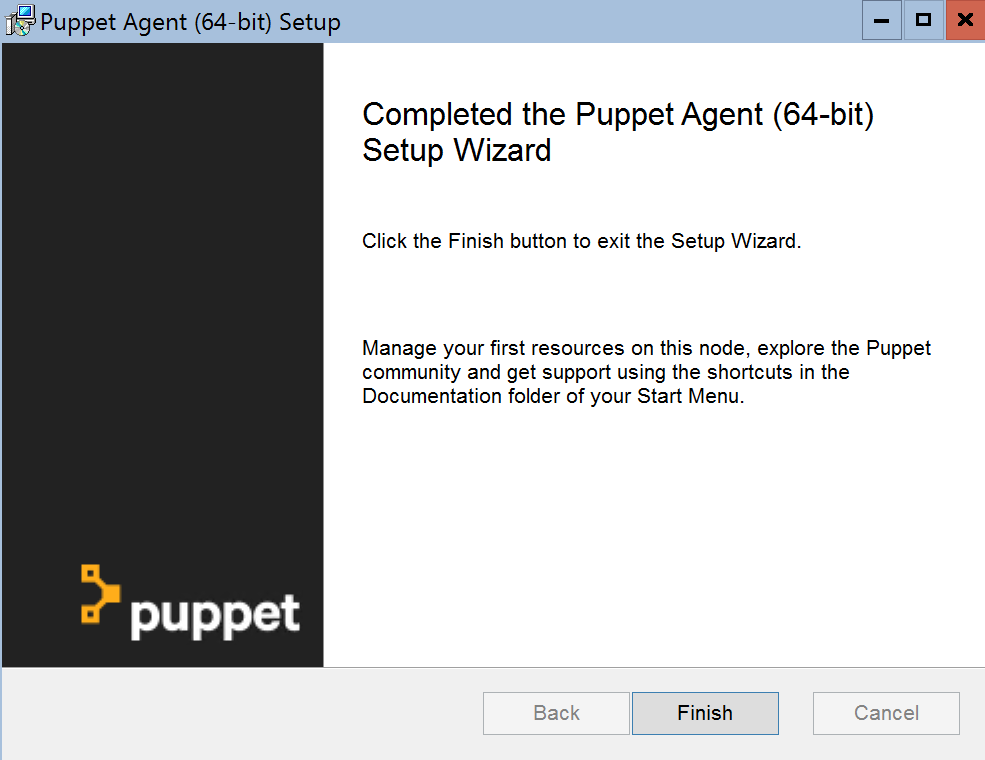 Puppet Agent (64-bit) Setup
Completed the Puppet Agent (64-bit)
Setup Wizard
Click the Finish button to exit the Setup Wizard.
Manage your first resources on this node, explore the Puppet
community and get support using the shortcuts in the
Documentation folder of your Start Menu.
puppet
Back
Finish
Cancel